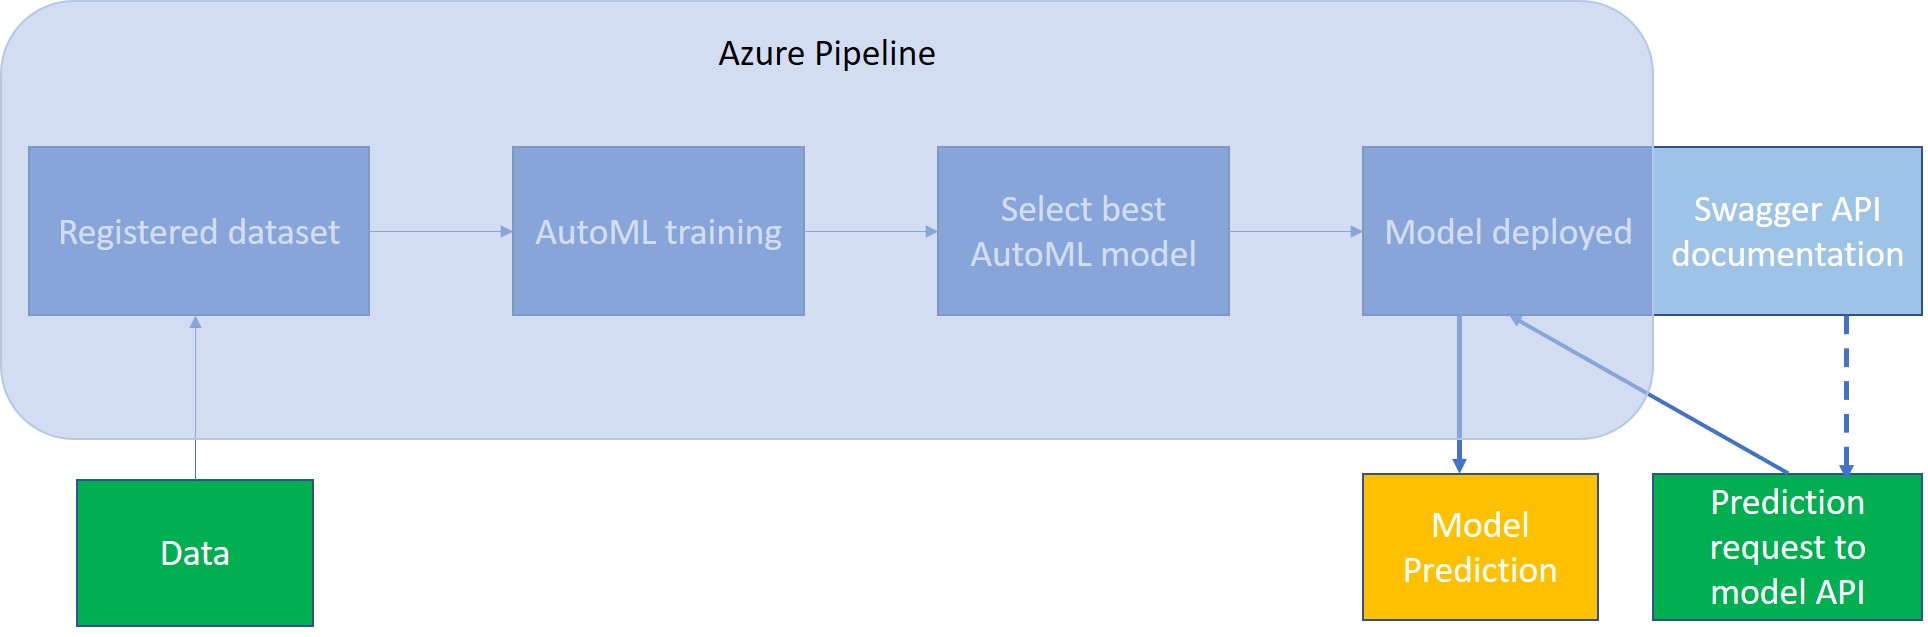 Azure Pipeline
Registered dataset
AutoML training
Select best
AutoML model
Model deployed
Swagger API
documentation
Data
Model
Prediction
Prediction
request to
model API